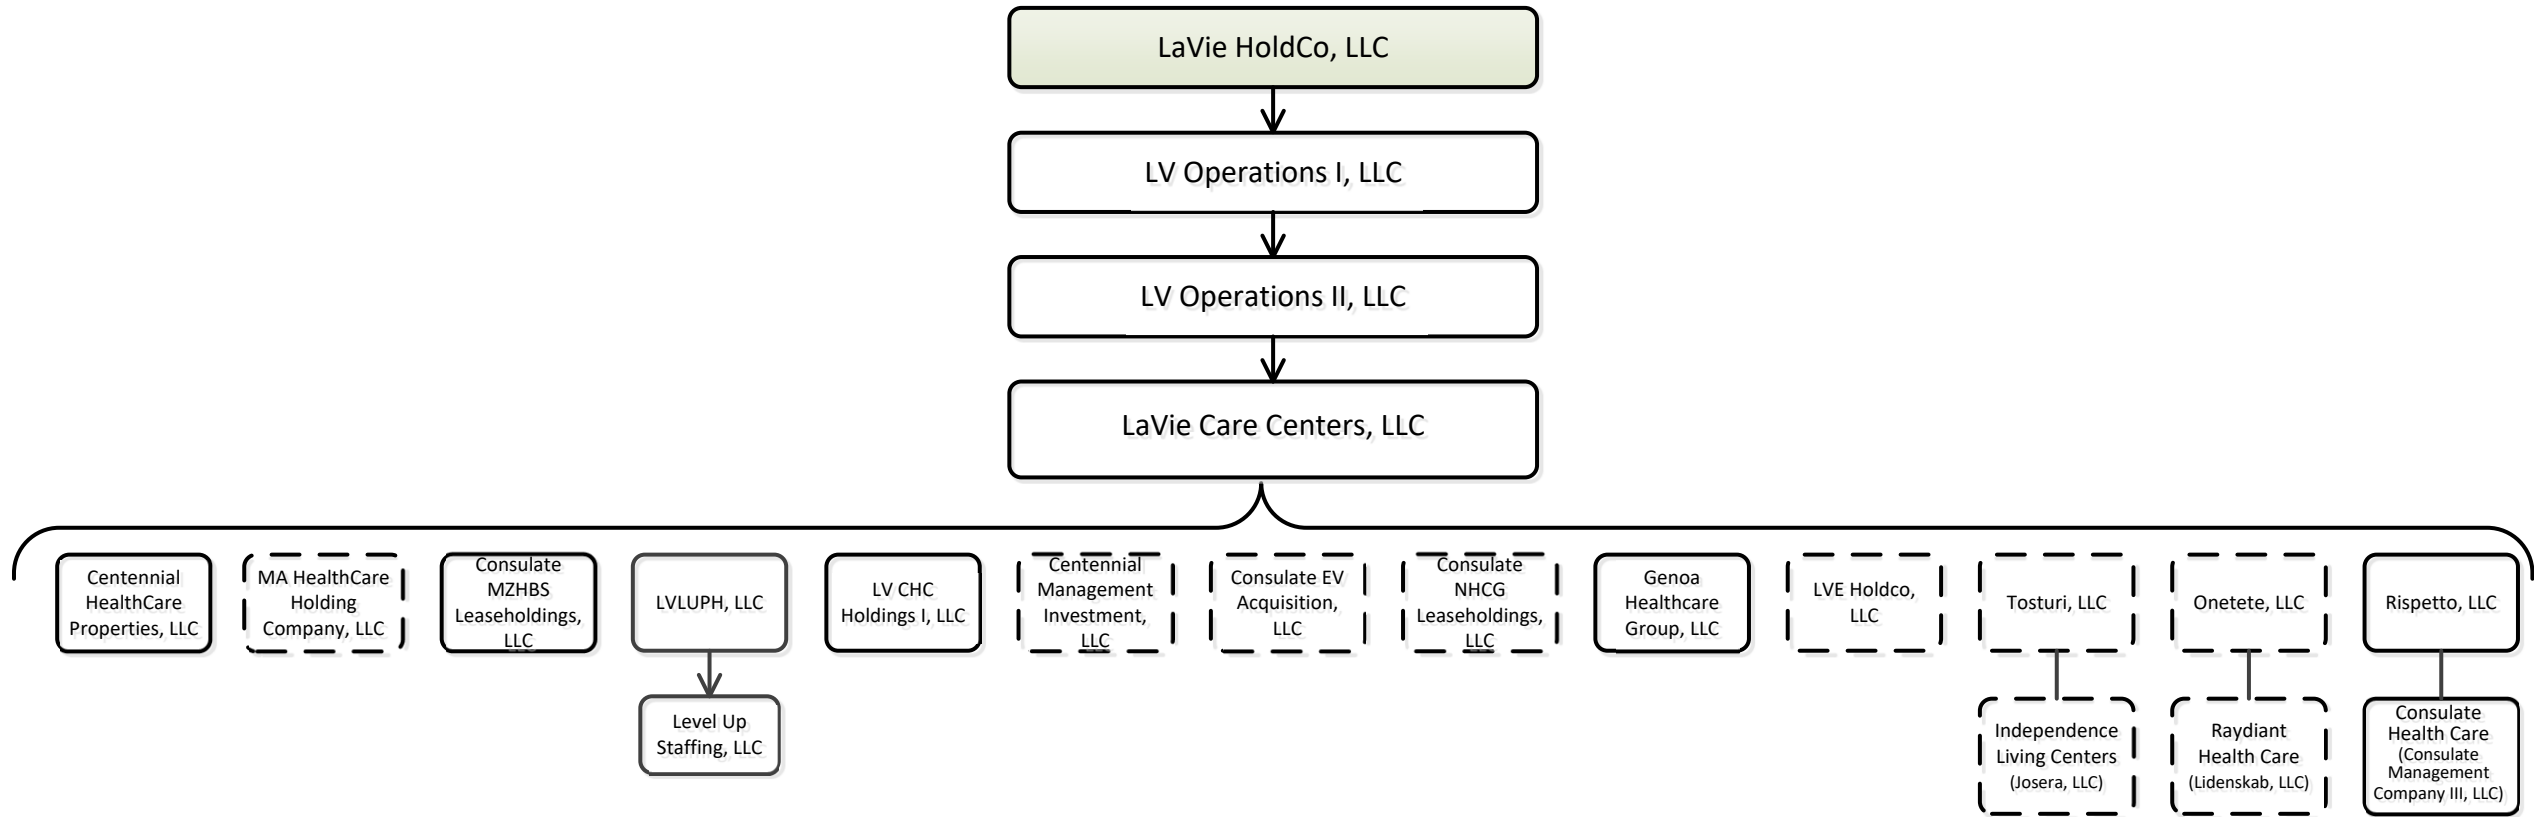 LaVie HoldCo, LLC
LV Operations I, LLC
LV Operations II, LLC
LaVie Care Centers, LLC
Centennial
HealthCare
Properties, LLC
MA HealthCare
Holding
Company, LLC
Consulate
MZHBS
Leaseholdings,
LLC
LVLUPH, LLC
LV CHC
Holdings I, LLC
Centennial
Management
Investment,
LLC
Consulate EV
Acquisition,
LLC
Consulate
NHCG
Leaseholdings,
LLC
Genoa
Healthcare
Group, LLC
LVE Holdco,
LLC
Tosturi, LLC
Onetete, LLC
Rispetto, LLC
Level Up
Staffing, LLC
Independence
Living Centers
(Josera, LLC)
Raydiant
Health Care
(Lidenskab, LLC)
Consulate
Health Care
(Consulate
Management
Company III, LLC)